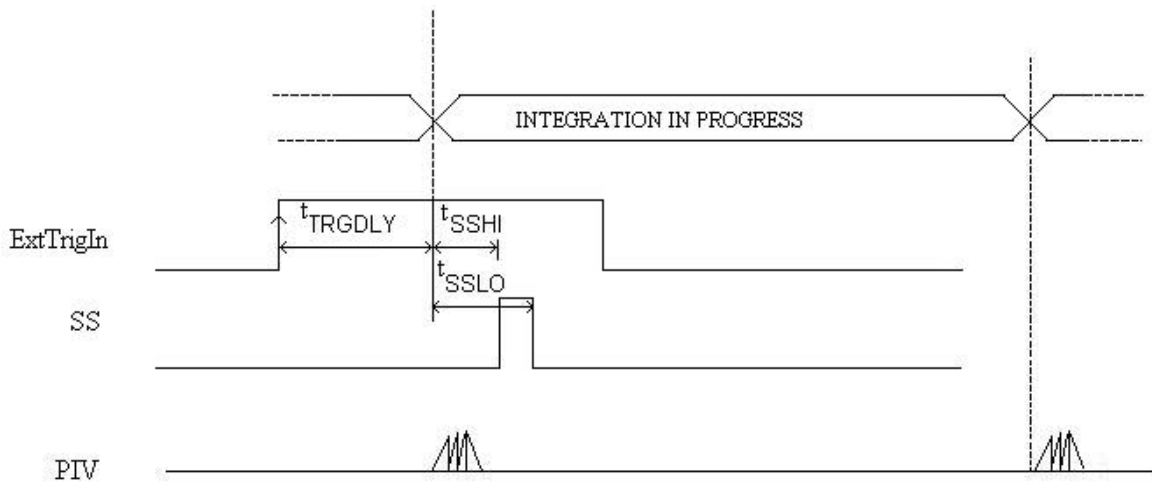 INTEGRATION IN PROGRESS
ExtTrigIn
tTRGDLY
tSSHI
tSSLO
SS
PIV